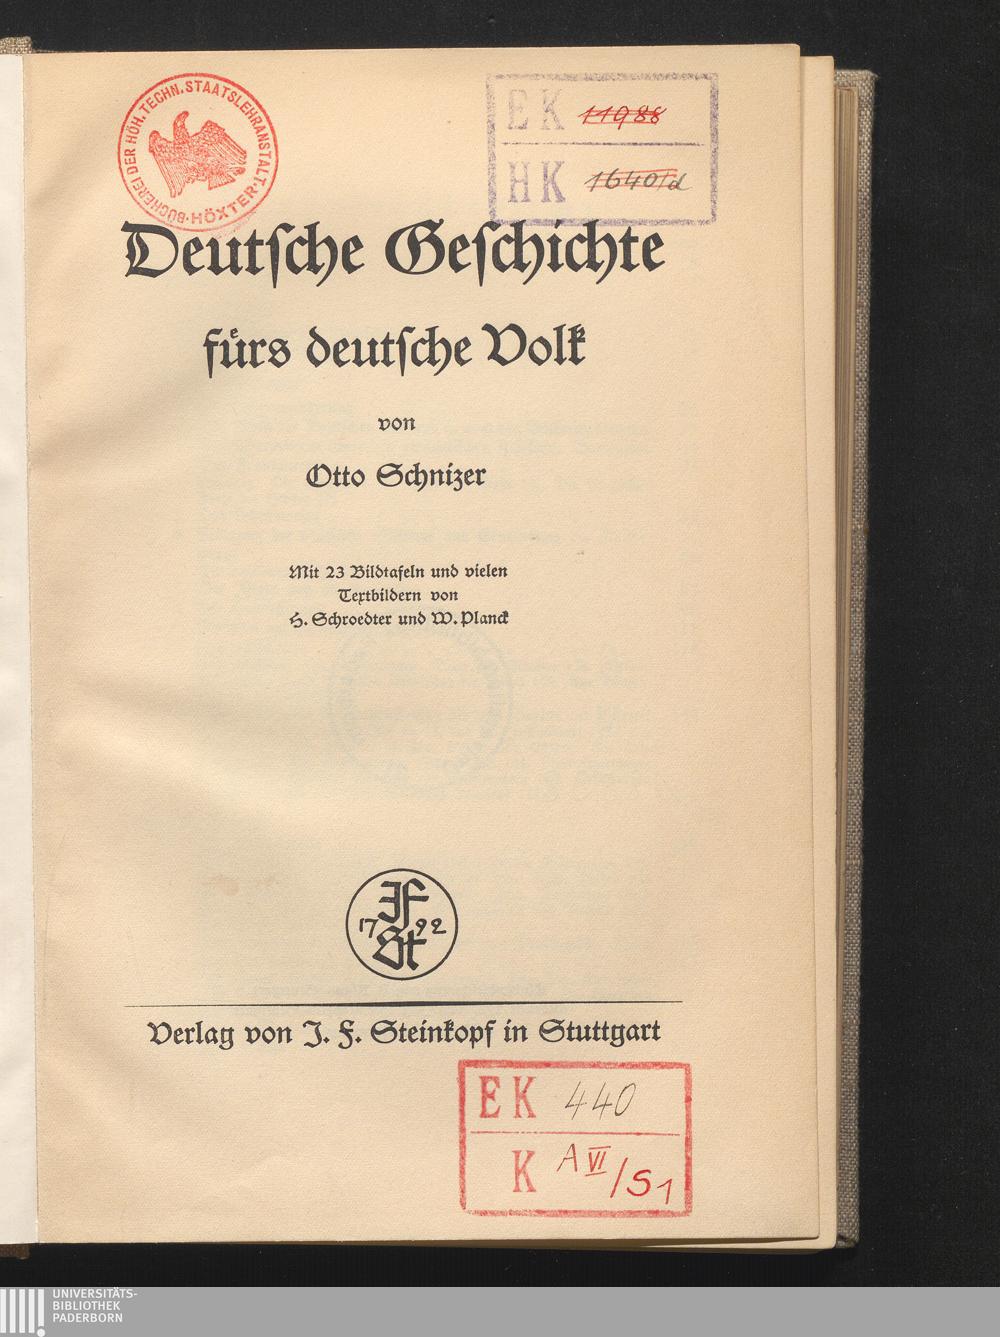 BÜCHEREI DER HÖH. TECHN. STAATSLEHRANSTALT. HÖXTER
EK 11988
HK 1640/d
Deutſche Geſchichte
fürs deutſche Volk
von
Otto Schnizer
Mit 23 Bildtafeln und vielen
Textbildern von
H. Schroedter und W. Planck
JF
17 92
St
Verlag von J. F. Steinkopf in Stuttgart
EK 440
K A VI/S1
UNIVERSITÄTS-
BIBLIOTHEK
PADERBORN